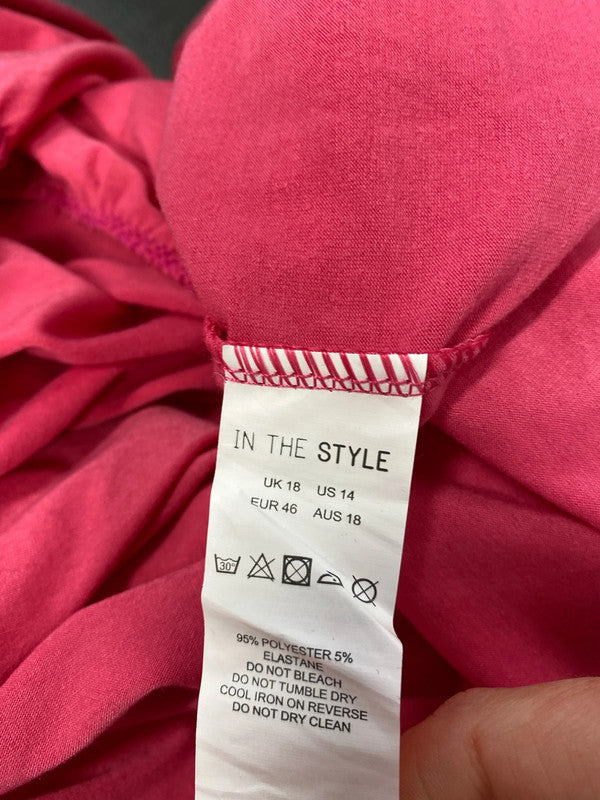 IN THE STYLE
UK 18 US 14
EUR 46 AUS 18
30°
95% POLYESTER 5%
ELASTANE
DO NOT BLEACH
DO NOT TUMBLE DRY
COOL IRON ON REVERSE
DO NOT DRY CLEAN